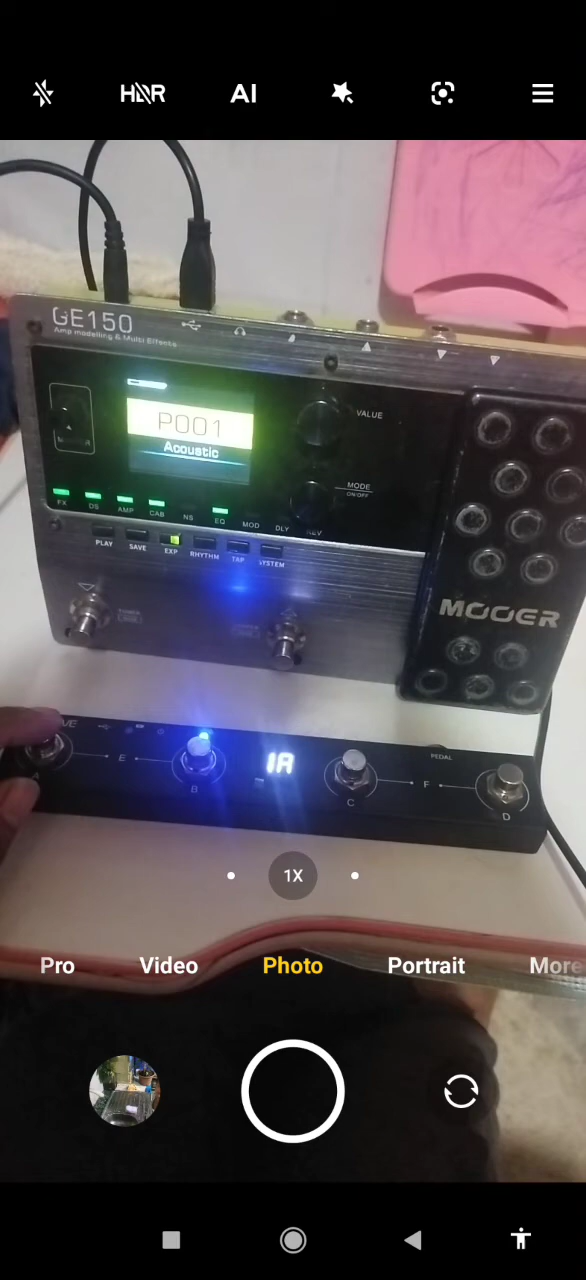 HDR
AI
GE150
Amp modelling & Multi Effects
P001
Acoustic
VALUE
MODE
ON/OFF
FX DS AMP CAB NS EQ MOD DLY REV
PLAY SAVE EXP RHYTHM TAP SYSTEM
MOOER
1A
PEDAL
A E B C F D
1X
Pro Video Photo Portrait More